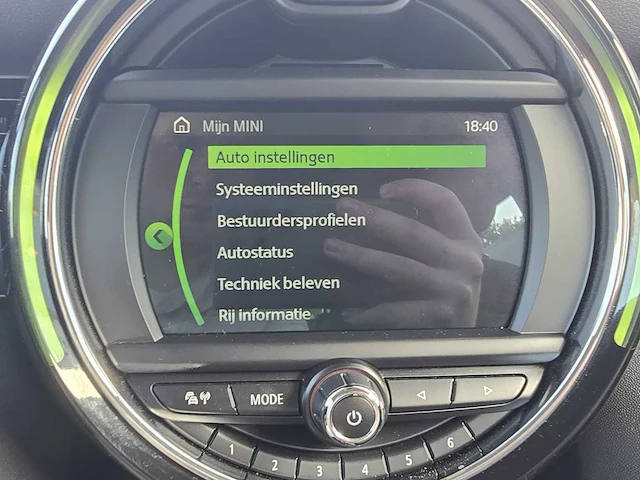 Mijn MINI 18:40
Auto instellingen
Systeeminstellingen
Bestuurdersprofielen
Autostatus
Techniek beleven
Rij informatie
MODE
1 2 3 4 5 6